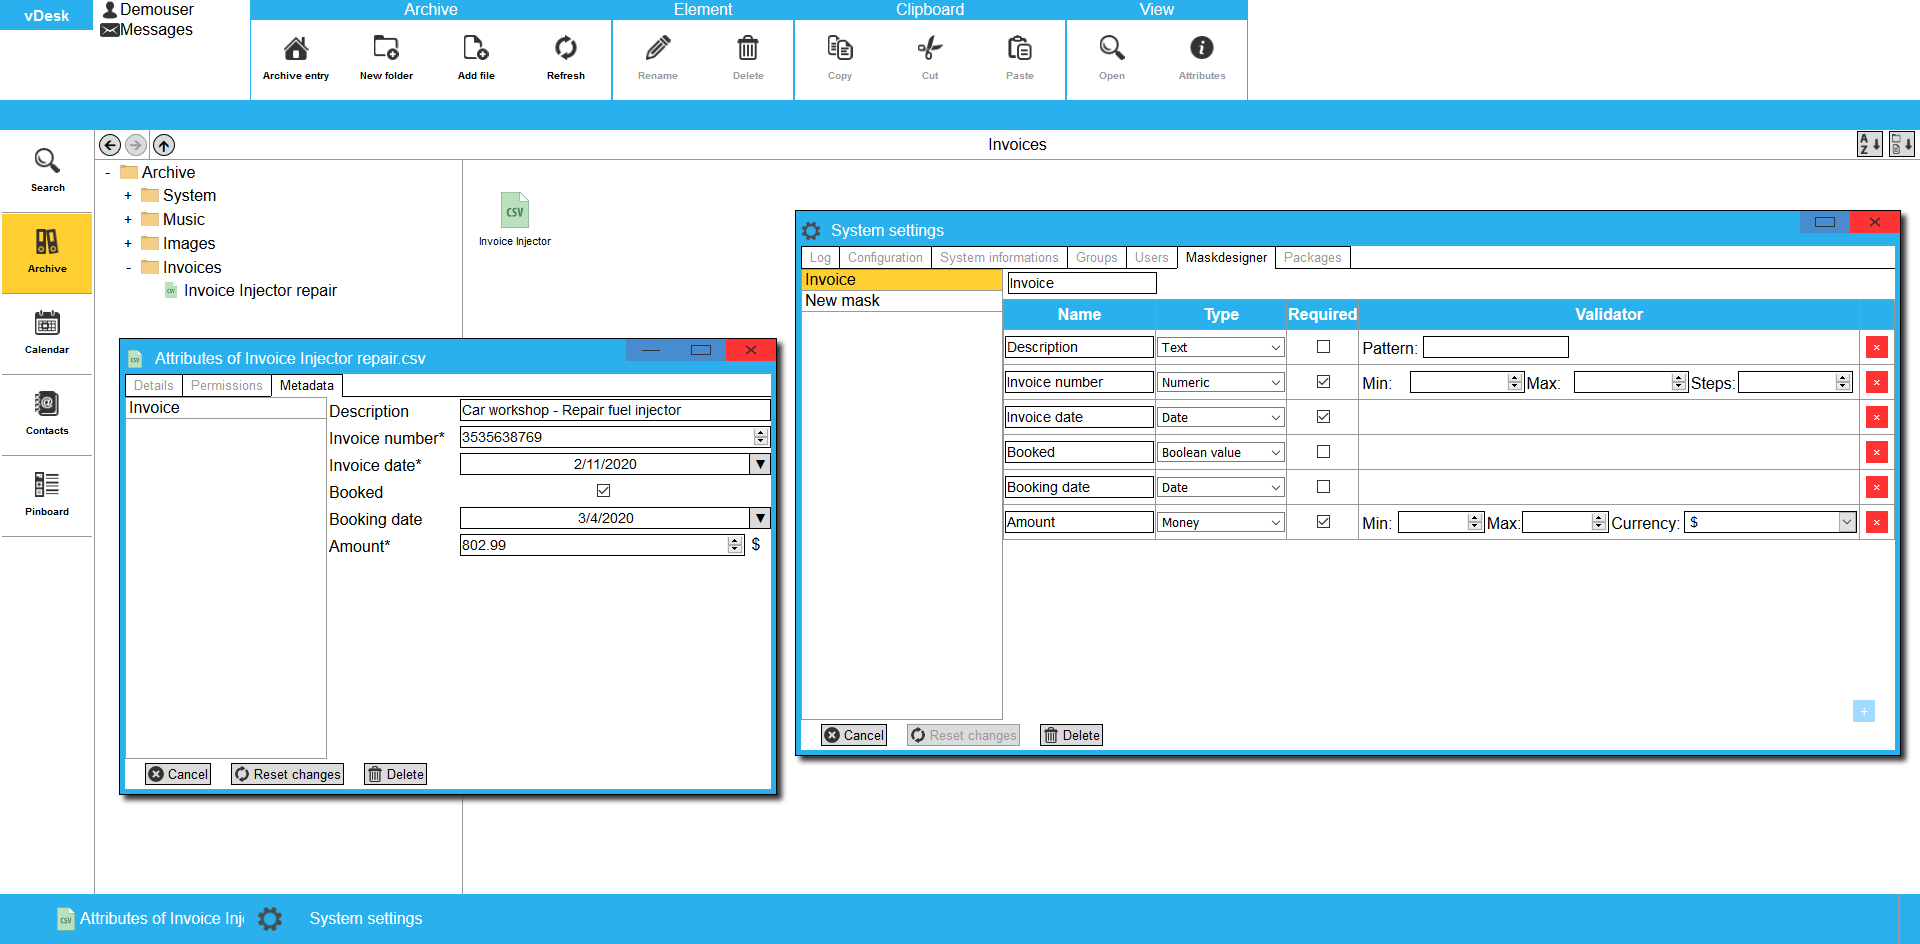 vDesk
Demouser
Messages
Archive
Element
Clipboard
View
Archive entry
New folder
Add file
Refresh
Rename
Delete
Copy
Cut
Paste
Open
Attributes
Invoices
A
Z
Search
Archive
Calendar
Contacts
Pinboard
- Archive
+ System
+ Music
+ Images
- Invoices
CSV
Invoice Injector repair
CSV
Invoice Injector
CSV
Attributes of Invoice Injector repair.csv
Details
Permissions
Metadata
Invoice
Description
Car workshop - Repair fuel injector
Invoice number*
3535638769
Invoice date*
2/11/2020
Booked
Booking date
3/4/2020
Amount*
802.99
$
Cancel
Reset changes
Delete
System settings
Log
Configuration
System informations
Groups
Users
Maskdesigner
Packages
Invoice
New mask
Invoice
Name
Type
Required
Validator
Description
Text
Pattern:
Invoice number
Numeric
Min:
Max:
Steps:
Invoice date
Date
Booked
Boolean value
Booking date
Date
Amount
Money
Min:
Max:
Currency:
$
+
Cancel
Reset changes
Delete
CSV
Attributes of Invoice Inj
System settings